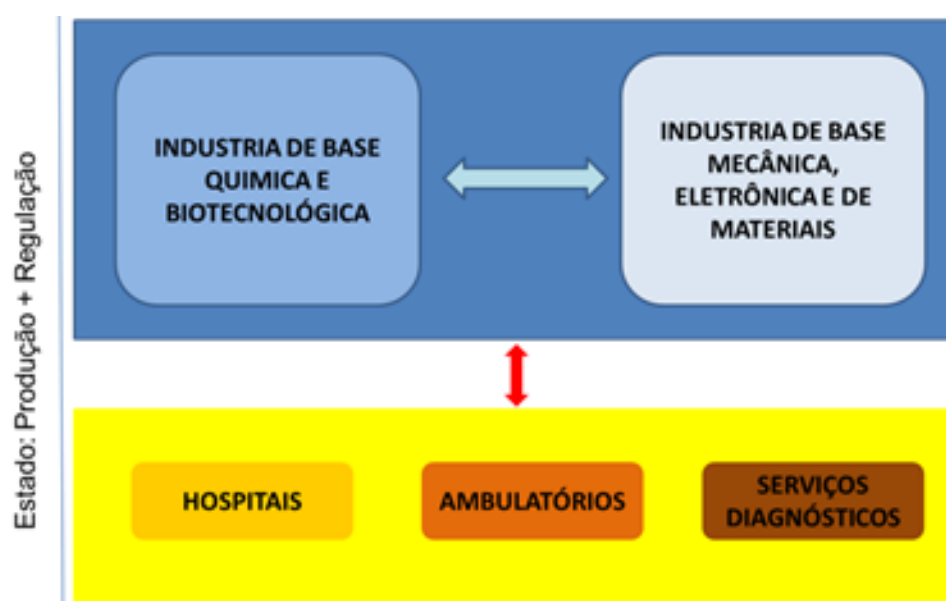 Estado: Produção + Regulação
INDUSTRIA DE BASE
QUIMICA E
BIOTECNOLÓGICA
INDUSTRIA DE BASE
MECÂNICA,
ELETRÔNICA E DE
MATERIAIS
HOSPITAIS
AMBULATÓRIOS
SERVIÇOS
DIAGNÓSTICOS